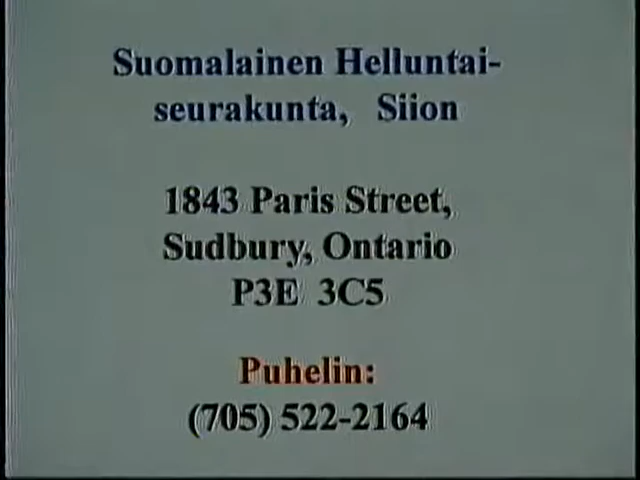 Suomalainen Helluntai-
seurakunta, Siion
1843 Paris Street,
Sudbury, Ontario
P3E 3C5
Puhelin:
(705) 522-2164